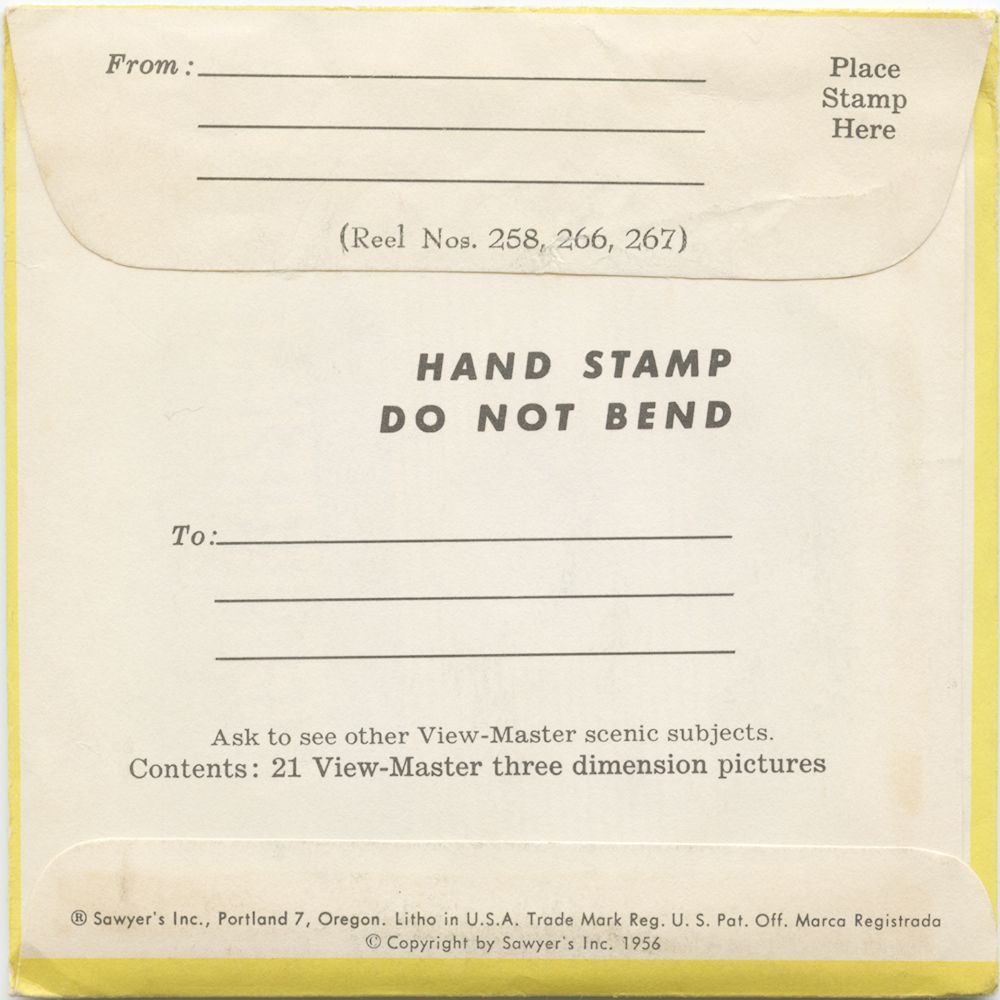 From:
Place
Stamp
Here
(Reel Nos. 258, 266, 267)
HAND STAMP
DO NOT BEND
To:
Ask to see other View-Master scenic subjects.
Contents: 21 View-Master three dimension pictures
® Sawyer's Inc., Portland 7, Oregon. Litho in U.S.A. Trade Mark Reg. U. S. Pat. Off. Marca Registrada
© Copyright by Sawyer's Inc. 1956